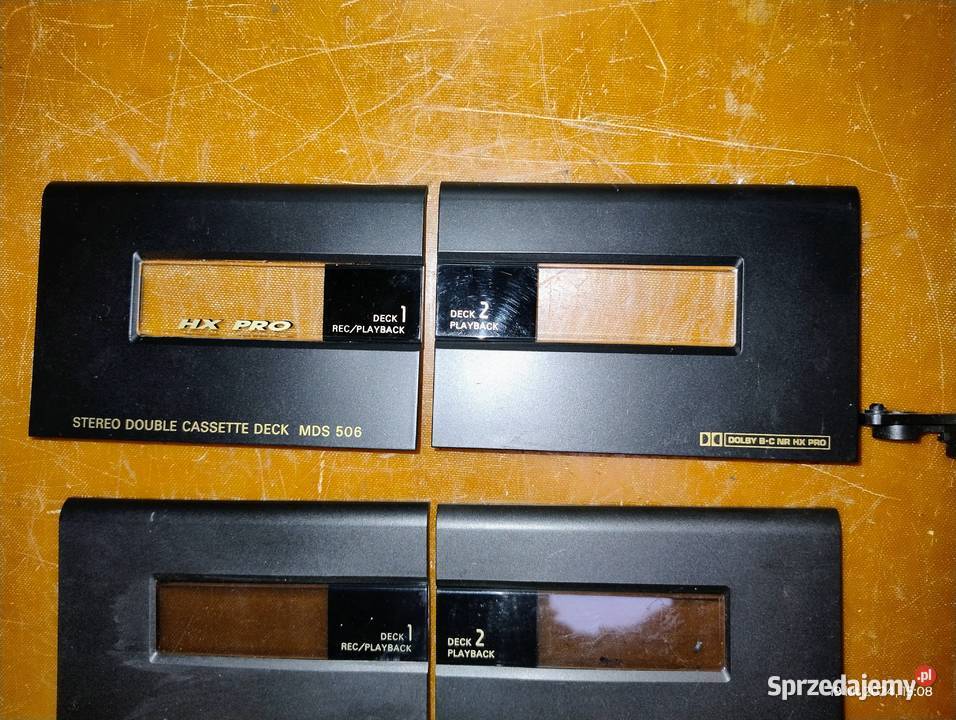 HX PRO
DECK 1
REC/PLAYBACK
DECK 2
PLAYBACK
STEREO DOUBLE CASSETTE DECK MDS 506
DOLBY B-C NR HX PRO
DECK 1
REC/PLAYBACK
DECK 2
PLAYBACK
Sprzedajemy.pl